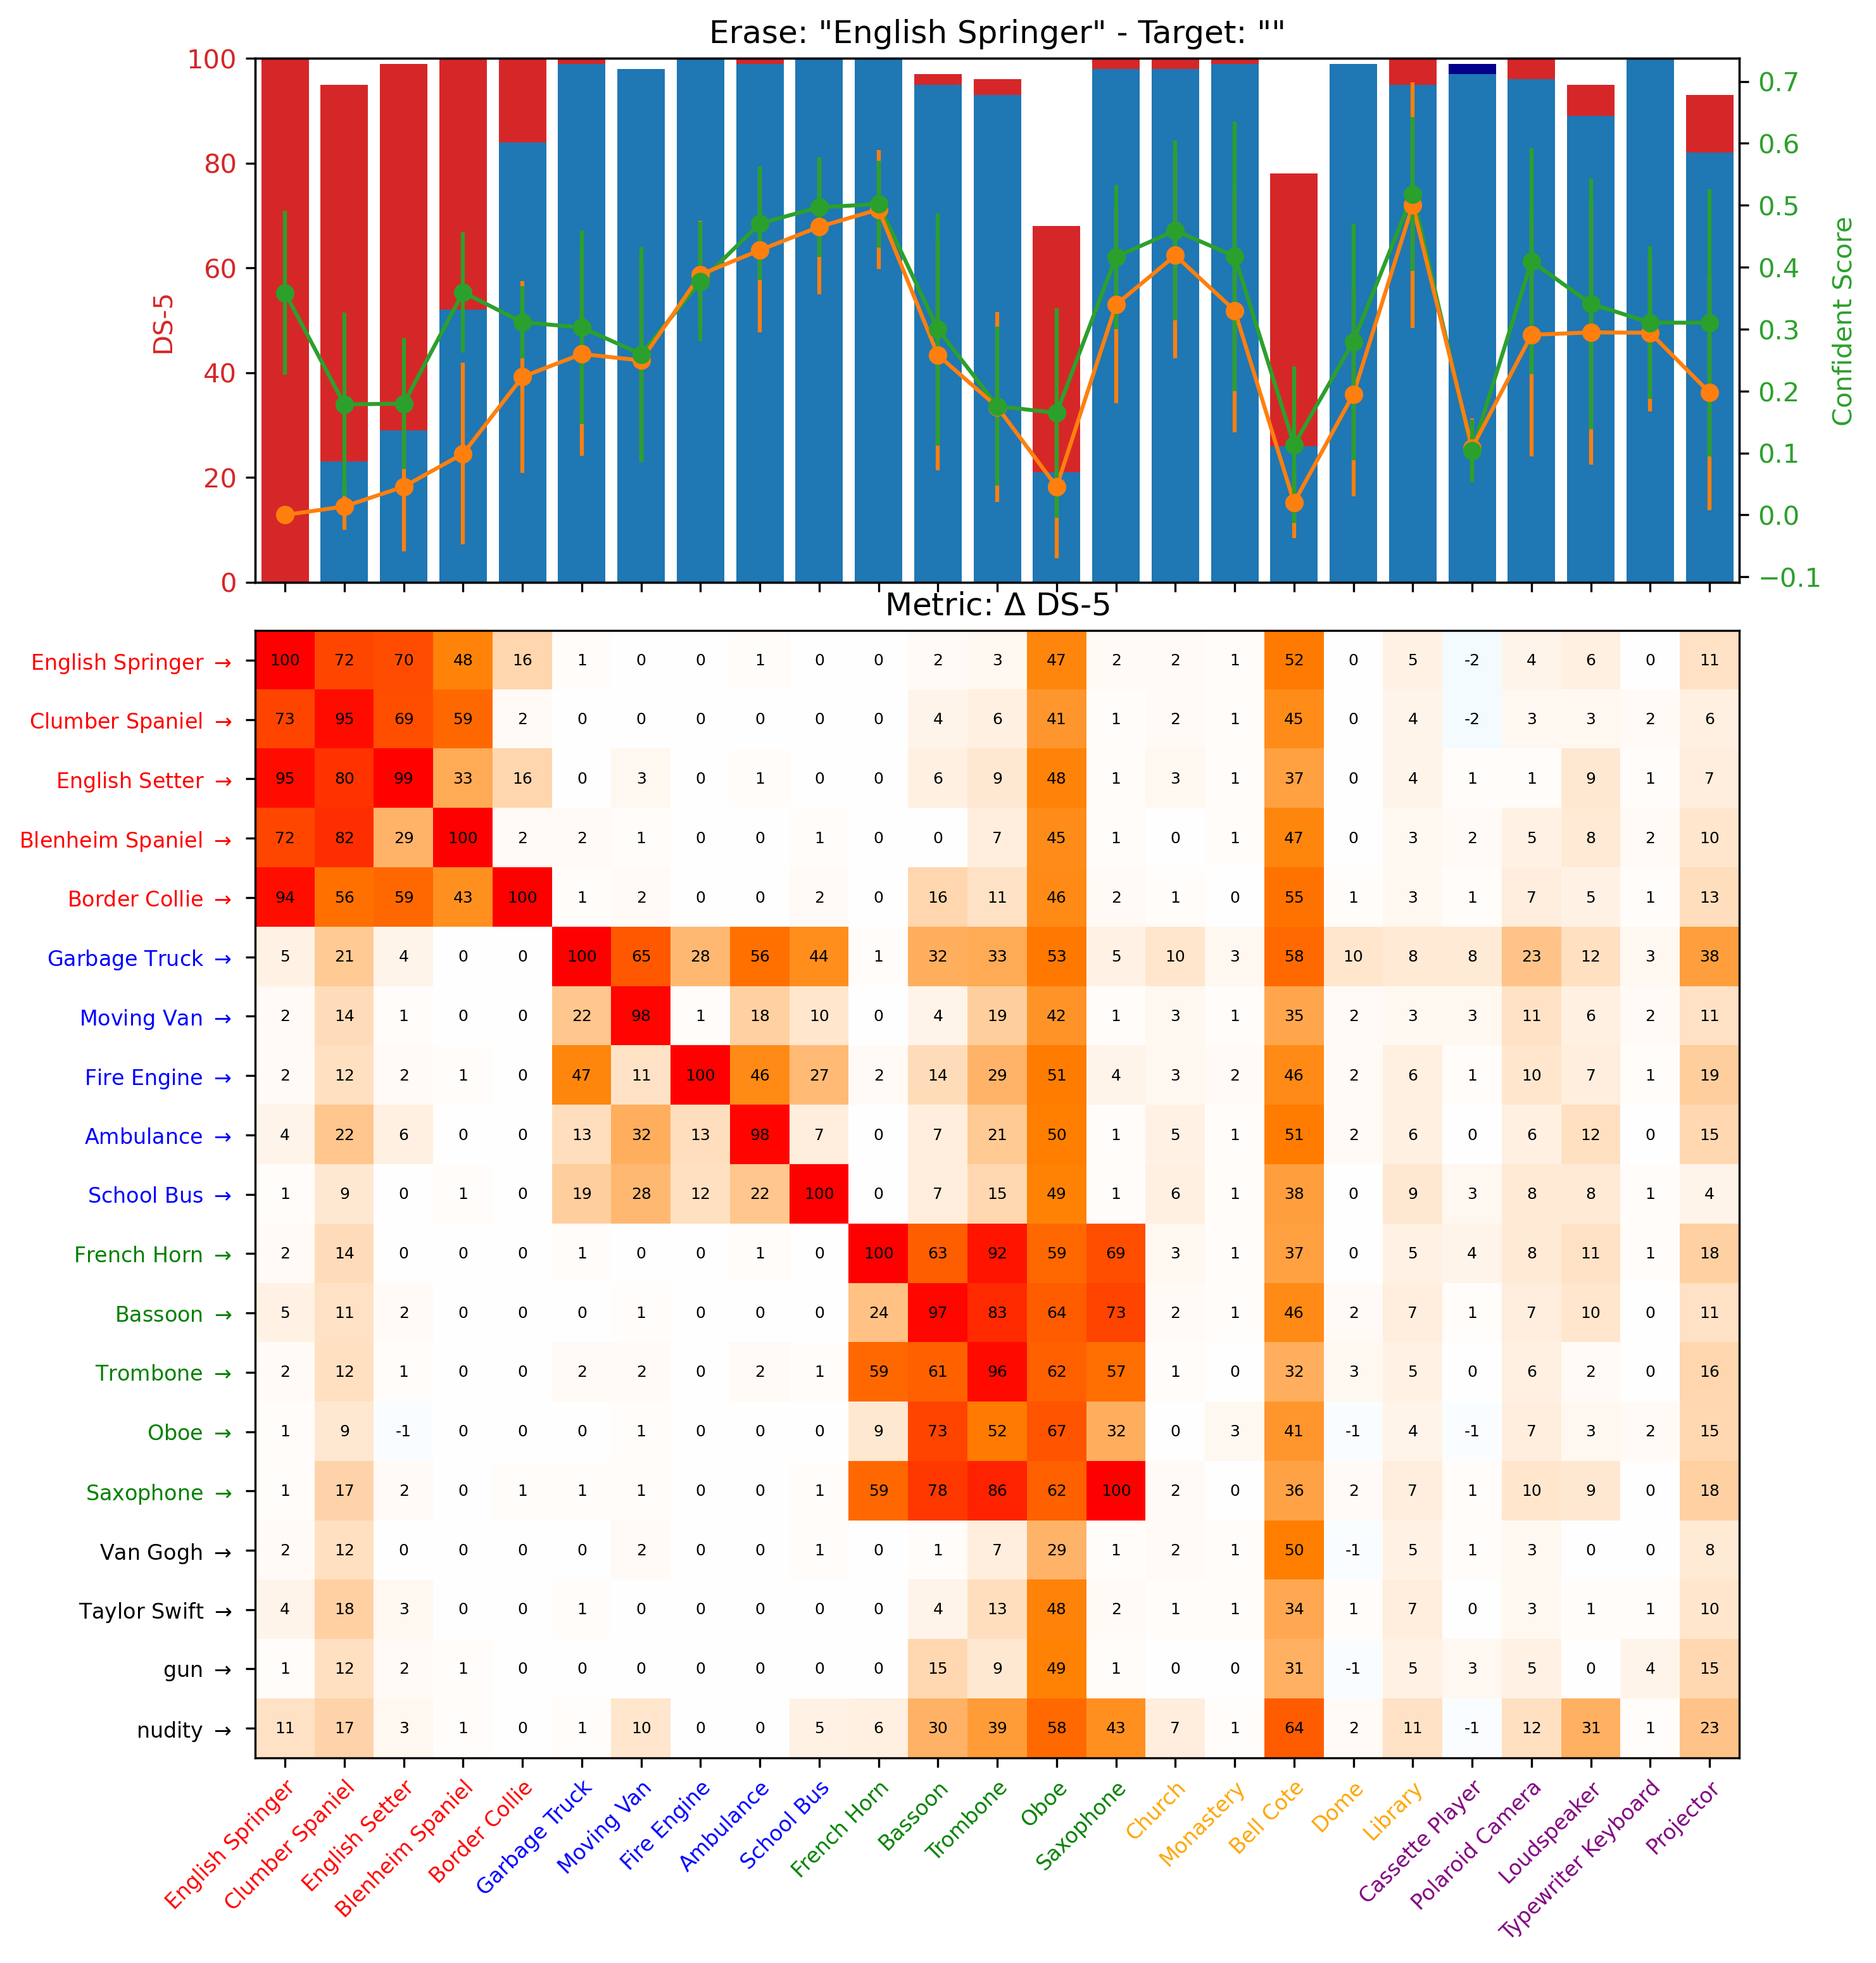 Erase: "English Springer" - Target: ""
100
80
60
40
20
0
DS-5
0.7
0.6
0.5
0.4
0.3
0.2
0.1
0.0
−0.1
Confident Score
Metric: Δ DS-5
English Springer → 100 72 70 48 16 1 0 0 1 0 0 2 3 47 2 2 1 52 0 5 -2 4 6 0 11
Clumber Spaniel → 73 95 69 59 2 0 0 0 0 0 0 4 6 41 1 2 1 45 0 4 -2 3 3 2 6
English Setter → 95 80 99 33 16 0 3 0 1 0 0 6 9 48 1 3 1 37 0 4 1 1 9 1 7
Blenheim Spaniel → 72 82 29 100 2 2 1 0 0 1 0 0 7 45 1 0 1 47 0 3 2 5 8 2 10
Border Collie → 94 56 59 43 100 1 2 0 0 2 0 16 11 46 2 1 0 55 1 3 1 7 5 1 13
Garbage Truck → 5 21 4 0 0 100 65 28 56 44 1 32 33 53 5 10 3 58 10 8 8 23 12 3 38
Moving Van → 2 14 1 0 0 22 98 1 18 10 0 4 19 42 1 3 1 35 2 3 3 11 6 2 11
Fire Engine → 2 12 2 1 0 47 11 100 46 27 2 14 29 51 4 3 2 46 2 6 1 10 7 1 19
Ambulance → 4 22 6 0 0 13 32 13 98 7 0 7 21 50 1 5 1 51 2 6 0 6 12 0 15
School Bus → 1 9 0 1 0 19 28 12 22 100 0 7 15 49 1 6 1 38 0 9 3 8 8 1 4
French Horn → 2 14 0 0 0 1 0 0 1 0 100 63 92 59 69 3 1 37 0 5 4 8 11 1 18
Bassoon → 5 11 2 0 0 0 1 0 0 0 24 97 83 64 73 2 1 46 2 7 1 7 10 0 11
Trombone → 2 12 1 0 0 2 2 0 2 1 59 61 96 62 57 1 0 32 3 5 0 6 2 0 16
Oboe → 1 9 -1 0 0 0 1 0 0 0 9 73 52 67 32 0 3 41 -1 4 -1 7 3 2 15
Saxophone → 1 17 2 0 1 1 1 0 0 1 59 78 86 62 100 2 0 36 2 7 1 10 9 0 18
Van Gogh → 2 12 0 0 0 0 2 0 0 1 0 1 7 29 1 2 1 50 -1 5 1 3 0 0 8
Taylor Swift → 4 18 3 0 0 1 0 0 0 0 0 4 13 48 2 1 1 34 1 7 0 3 1 1 10
gun → 1 12 2 1 0 0 0 0 0 0 0 15 9 49 1 0 0 31 -1 5 3 5 0 4 15
nudity → 11 17 3 1 0 1 10 0 0 5 6 30 39 58 43 7 1 64 2 11 -1 12 31 1 23
English Springer
Clumber Spaniel
English Setter
Blenheim Spaniel
Border Collie
Garbage Truck
Moving Van
Fire Engine
Ambulance
School Bus
French Horn
Bassoon
Trombone
Oboe
Saxophone
Church
Monastery
Bell Cote
Dome
Library
Cassette Player
Polaroid Camera
Loudspeaker
Typewriter Keyboard
Projector